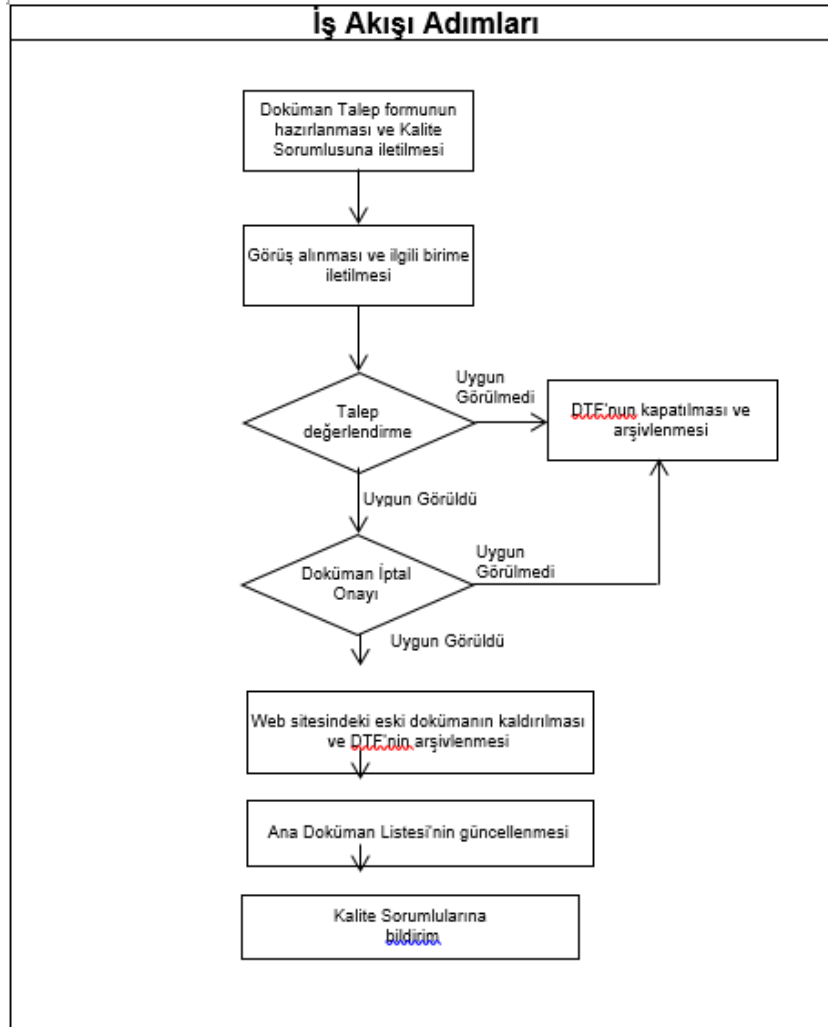 İş Akışı Adımları
Doküman Talep formunun
hazırlanması ve Kalite
Sorumlusuna iletilmesi
Görüş alınması ve ilgili birime
iletilmesi
Talep
değerlendirme
Uygun
Görülmedi
DTF'nun kapatılması ve
arşivlenmesi
Uygun Görüldü
Doküman İptal
Onayı
Uygun
Görülmedi
Uygun Görüldü
Web sitesindeki eski dokümanın kaldırılması
ve DTF'nin arşivlenmesi
Ana Doküman Listesi'nin güncellenmesi
Kalite Sorumlularına
bildirim